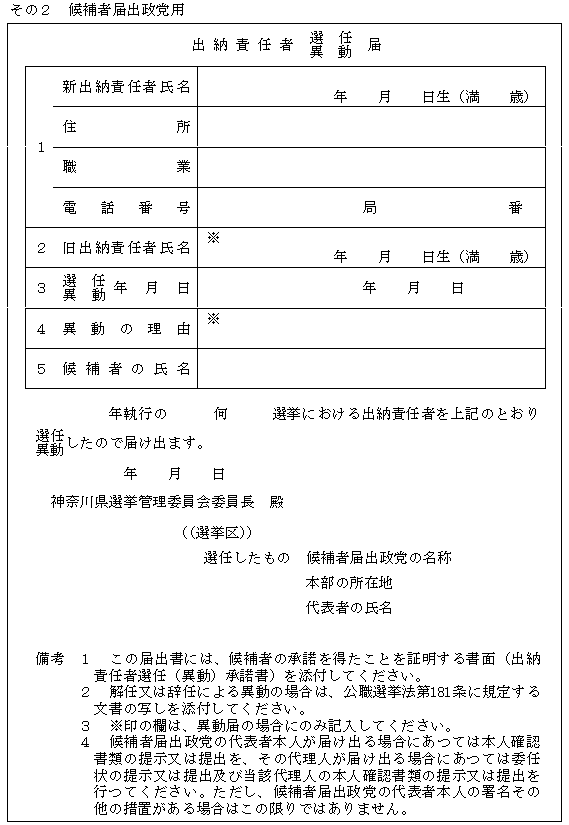 その２　候補者届出政党用
出納責任者　選任　届
異動
新出納責任者氏名
年　　月　　日生（満　　歳）
1
住所
職業
電話番号　局　番
２　旧出納責任者氏名　※
年　　月　　日生（満　　歳）
３　選任　年月日　年　　月　　日
異動
４　異動の理由　※
５　候補者の氏名
年執行の　　　何　　　選挙における出納責任者を上記のとおり
選任
異動したので届け出ます。
年　　月　　日
神奈川県選挙管理委員会委員長　殿
（（選挙区））
選任したもの　候補者届出政党の名称
本部の所在地
代表者の氏名
備考　１　この届出書には、候補者の承諾を得たことを証明する書面（出納
責任者選任（異動）承諾書）を添付してください。
２　解任又は辞任による異動の場合は、公職選挙法第181条に規定する
文書の写しを添付してください。
３　※印の欄は、異動届の場合にのみ記入してください。
４　候補者届出政党の代表者本人が届け出る場合にあつては本人確認
書類の提示又は提出を、その代理人が届け出る場合にあつては委任
状の提示又は提出及び当該代理人の本人確認書類の提示又は提出を
行つてください。ただし、候補者届出政党の代表者本人の署名その
他の措置がある場合はこの限りではありません。